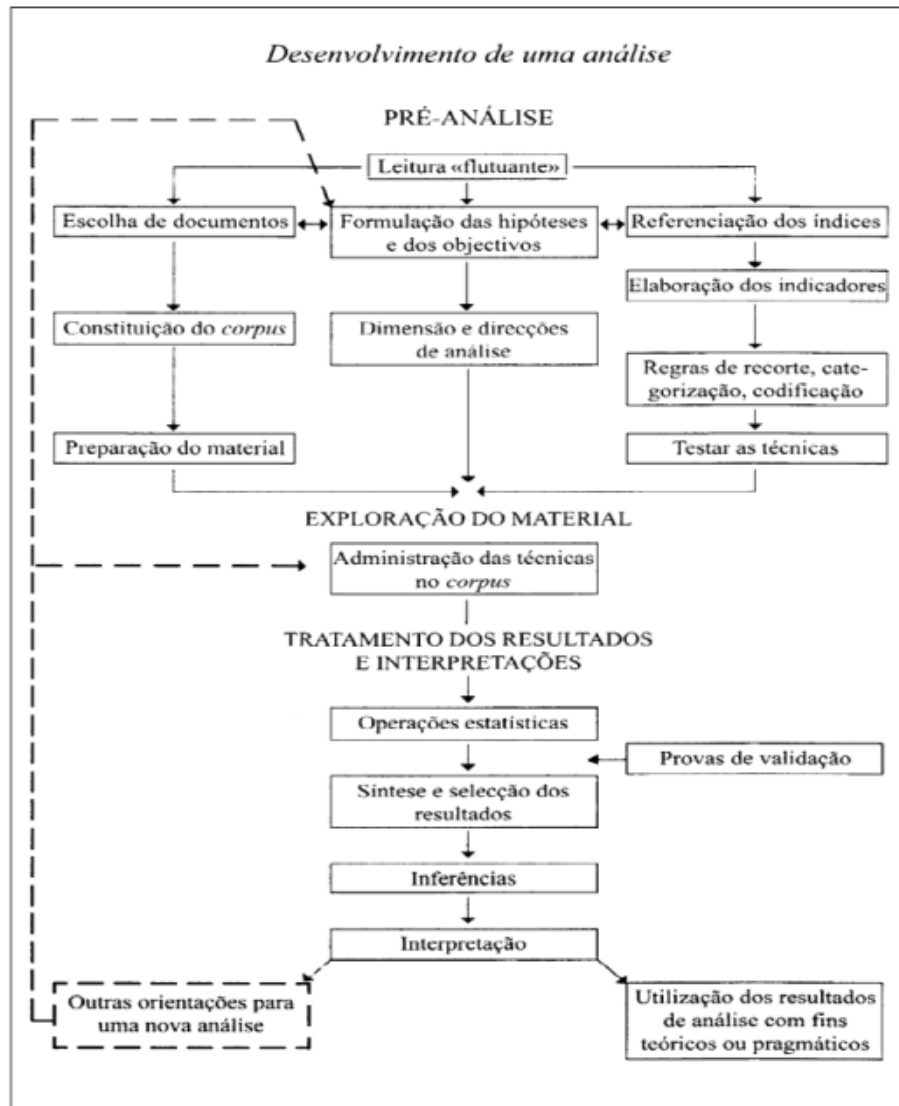 Desenvolvimento de uma análise
PRÉ-ANÁLISE
Leitura «flutuante»
Escolha de documentos
Formulação das hipóteses
e dos objectivos
Referenciação dos índices
Elaboração dos indicadores
Constituição do corpus
Dimensão e direcções
de análise
Regras de recorte, cate-
gorização, codificação
Preparação do material
Testar as técnicas
EXPLORAÇÃO DO MATERIAL
Administração das técnicas
no corpus
TRATAMENTO DOS RESULTADOS
E INTERPRETAÇÕES
Operações estatísticas
Provas de validação
Síntese e selecção dos
resultados
Inferências
Interpretação
Outras orientações para
uma nova análise
Utilização dos resultados
de análise com fins
teóricos ou pragmáticos